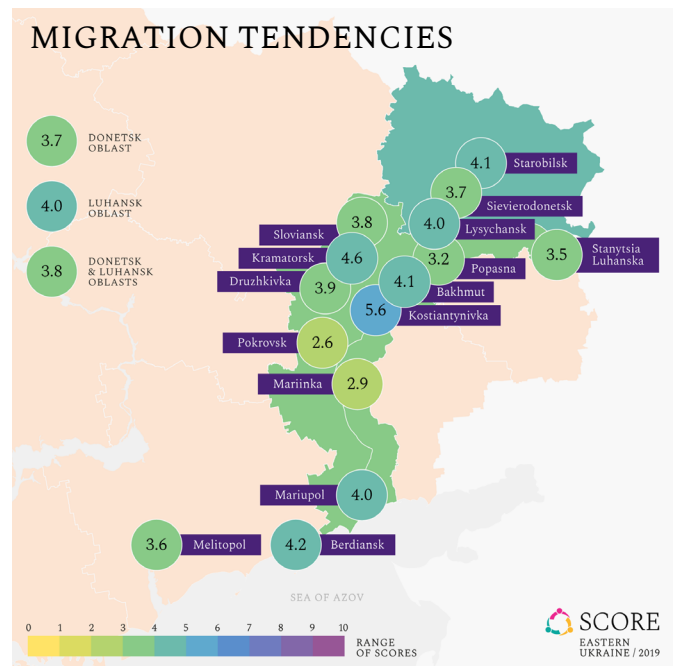 MIGRATION TENDENCIES
3.7
DONETSK
OBLAST
4.0
LUHANSK
OBLAST
3.8
DONETSK
& LUHANSK
OBLASTS
4.1
Starobilsk
3.7
Sievierodonetsk
3.8
Sloviansk
4.0
Lysychansk
3.5
Stanytsia
Luhanska
Kramatorsk
4.6
3.2
Popasna
Druzhkivka
3.9
4.1
Bakhmut
5.6
Kostiantynivka
Pokrovsk
2.6
Mariinka
2.9
Mariupol
4.0
3.6
Melitopol
4.2
Berdiansk
SEA OF AZOV
0 1 2 3 4 5 6 7 8 9 10
RANGE
OF SCORES
SCORE
EASTERN
UKRAINE / 2019